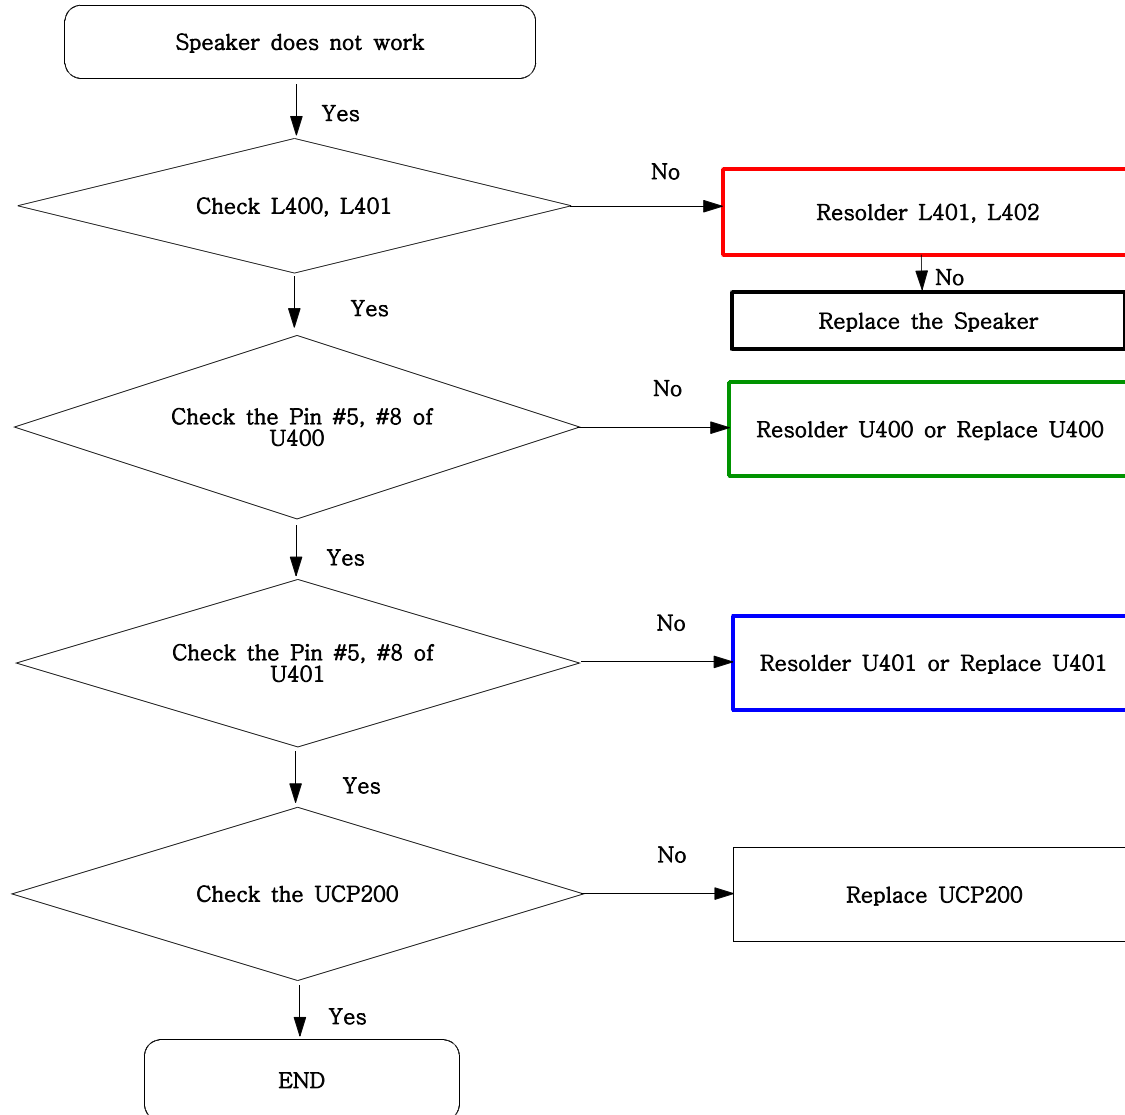 Speaker does not work
Yes
Check L400, L401
No
Resolder L401, L402
No
Replace the Speaker
Yes
Check the Pin #5, #8 of
U400
No
Resolder U400 or Replace U400
Yes
Check the Pin #5, #8 of
U401
No
Resolder U401 or Replace U401
Yes
Check the UCP200
No
Replace UCP200
Yes
END